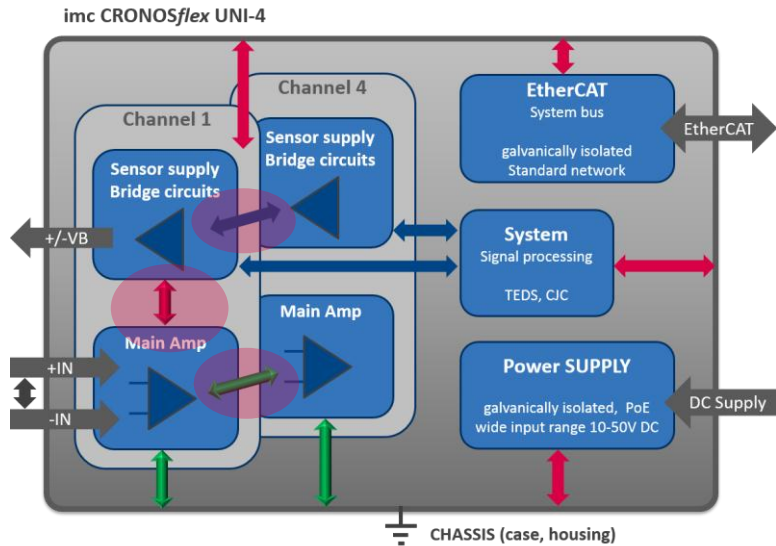 imc CRONOSflex UNI-4
Channel 4
Channel 1
Sensor supply
Bridge circuits
Sensor supply
Bridge circuits
+/-VB
Main Amp
Main Amp
+IN
-IN
EtherCAT
System bus
galvanically isolated
Standard network
EtherCAT
System
Signal processing
TEDS, CJC
Power SUPPLY
galvanically isolated, PoE
wide input range 10-50V DC
DC Supply
CHASSIS (case, housing)